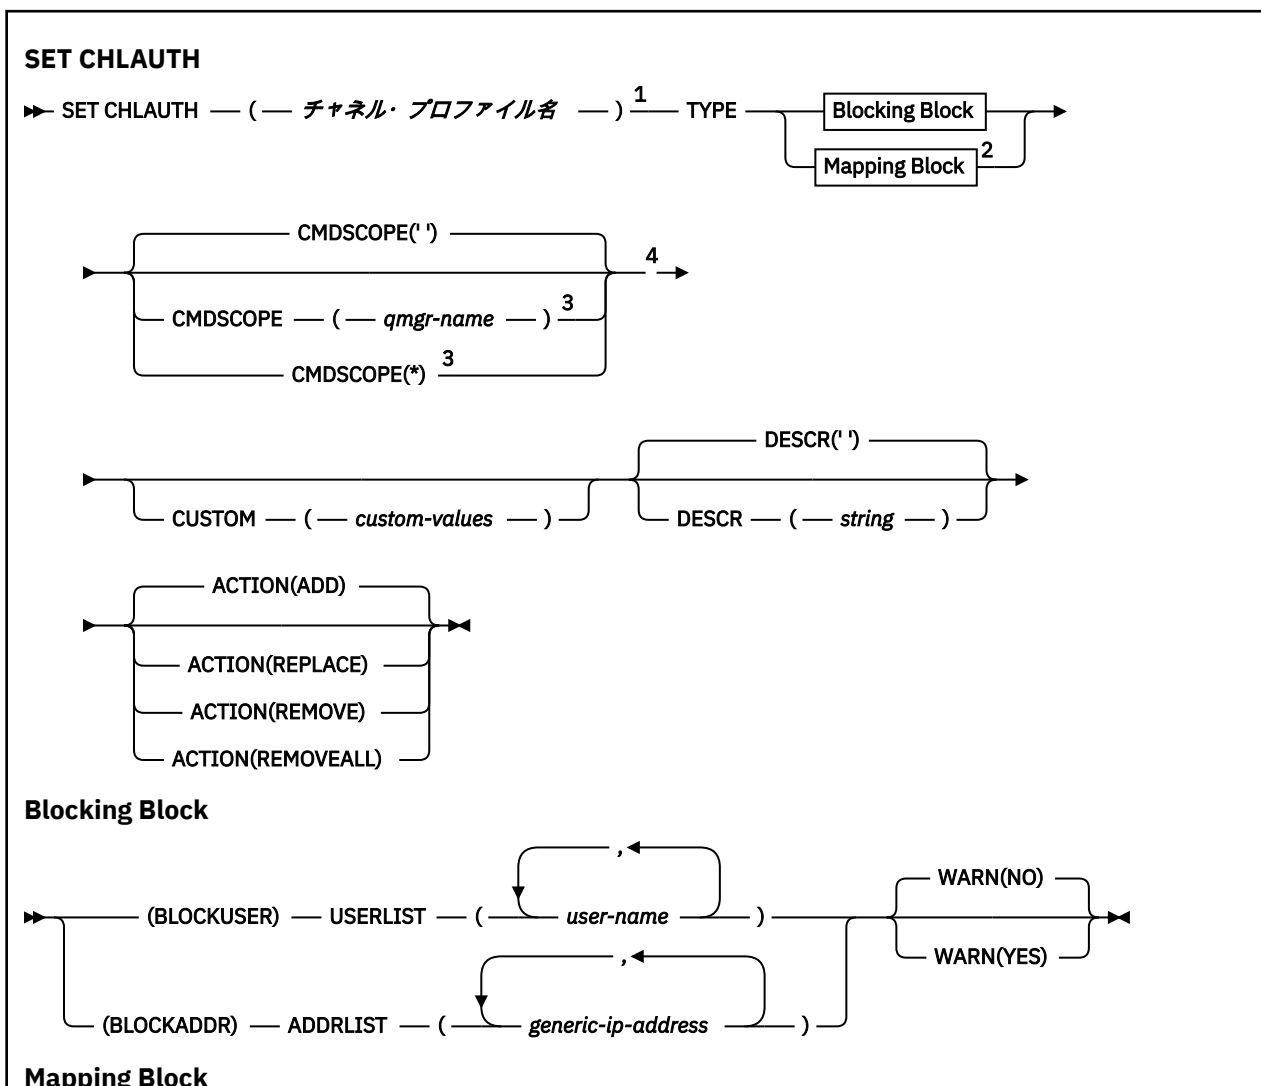 SET CHLAUTH
SET CHLAUTH ( チャネル・プロファイル名 ) 1 TYPE Blocking Block
Mapping Block 2
CMDSCOPE(' ')
4
CMDSCOPE ( qmgr-name ) 3
CMDSCOPE(*) 3
DESCR(' ')
CUSTOM ( custom-values ) DESCR ( string )
ACTION(ADD)
ACTION(REPLACE)
ACTION(REMOVE)
ACTION(REMOVEALL)
Blocking Block
,
WARN(NO)
(BLOCKUSER) USERLIST ( user-name )
WARN(YES)
,
(BLOCKADDR) ADDRLIST ( generic-ip-address )
Mapping Block